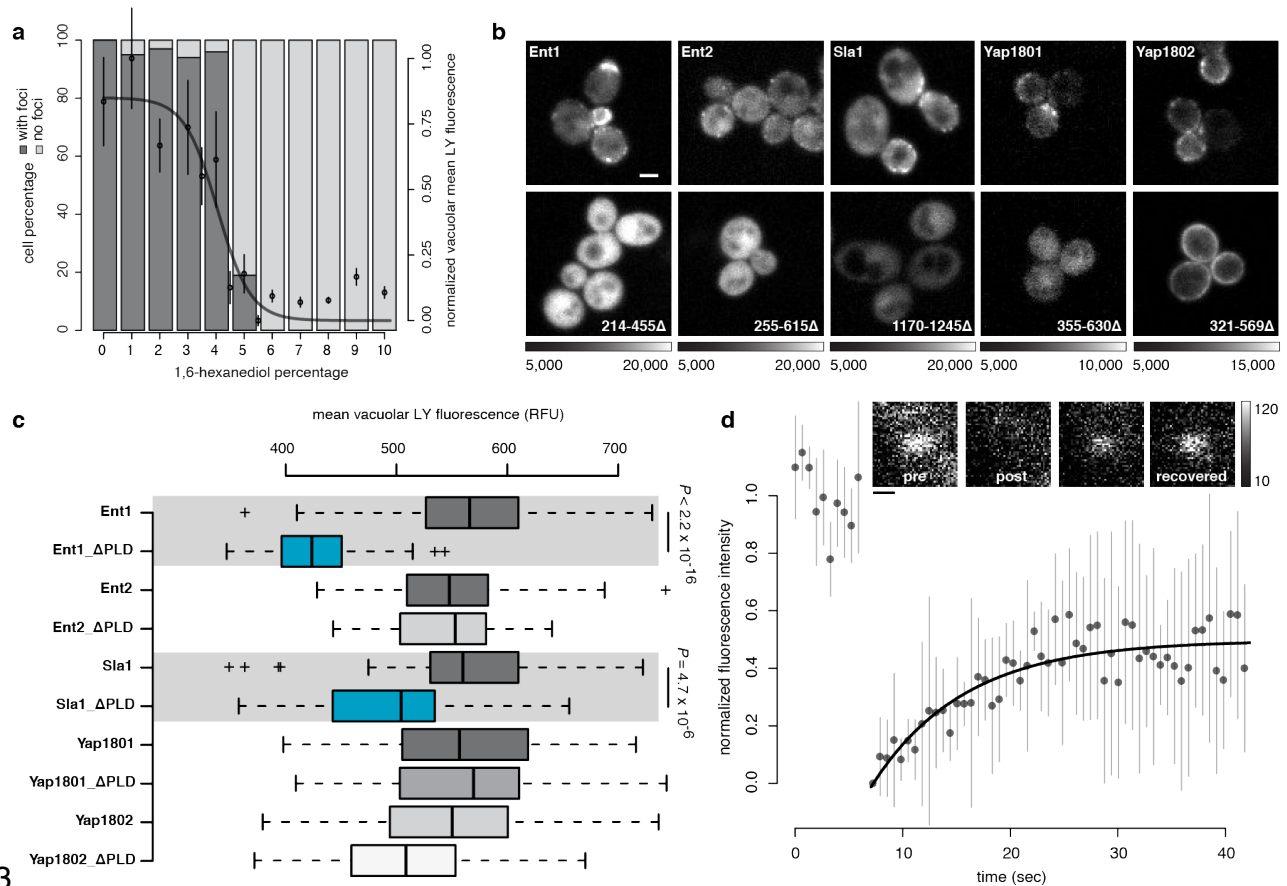 a
100
80
60
40
20
0
cell percentage
with foci
no foci
0 1 2 3 4 5 6 7 8 9 10
1,6-hexanediol percentage
1.00
0.75
0.50
0.25
0.00
normalized vacuolar mean LY fluorescence
b
Ent1 Ent2 Sla1 Yap1801 Yap1802
214-455Δ 255-615Δ 1170-1245Δ 355-630Δ 321-569Δ
5,000 20,000 5,000 20,000 5,000 20,000 5,000 10,000 5,000 15,000
c
mean vacuolar LY fluorescence (RFU)
400 500 600 700
Ent1
Ent1_ΔPLD
Ent2
Ent2_ΔPLD
Sla1
Sla1_ΔPLD
Yap1801
Yap1801_ΔPLD
Yap1802
Yap1802_ΔPLD
P < 2.2 x 10-16
P = 4.7 x 10-6
d
pre post recovered
120
10
1.0
0.8
0.6
0.4
0.2
0.0
normalized fluorescence intensity
0 10 20 30 40
time (sec)
3